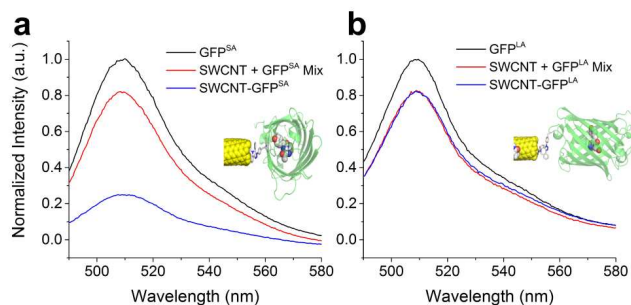 a
GFP^SA
SWCNT + GFP^SA Mix
SWCNT-GFP^SA
Normalized Intensity (a.u.)
1.0
0.8
0.6
0.4
0.2
0.0
500 520 540 560 580
Wavelength (nm)
b
GFP^LA
SWCNT + GFP^LA Mix
SWCNT-GFP^LA
1.0
0.8
0.6
0.4
0.2
0.0
500 520 540 560 580
Wavelength (nm)